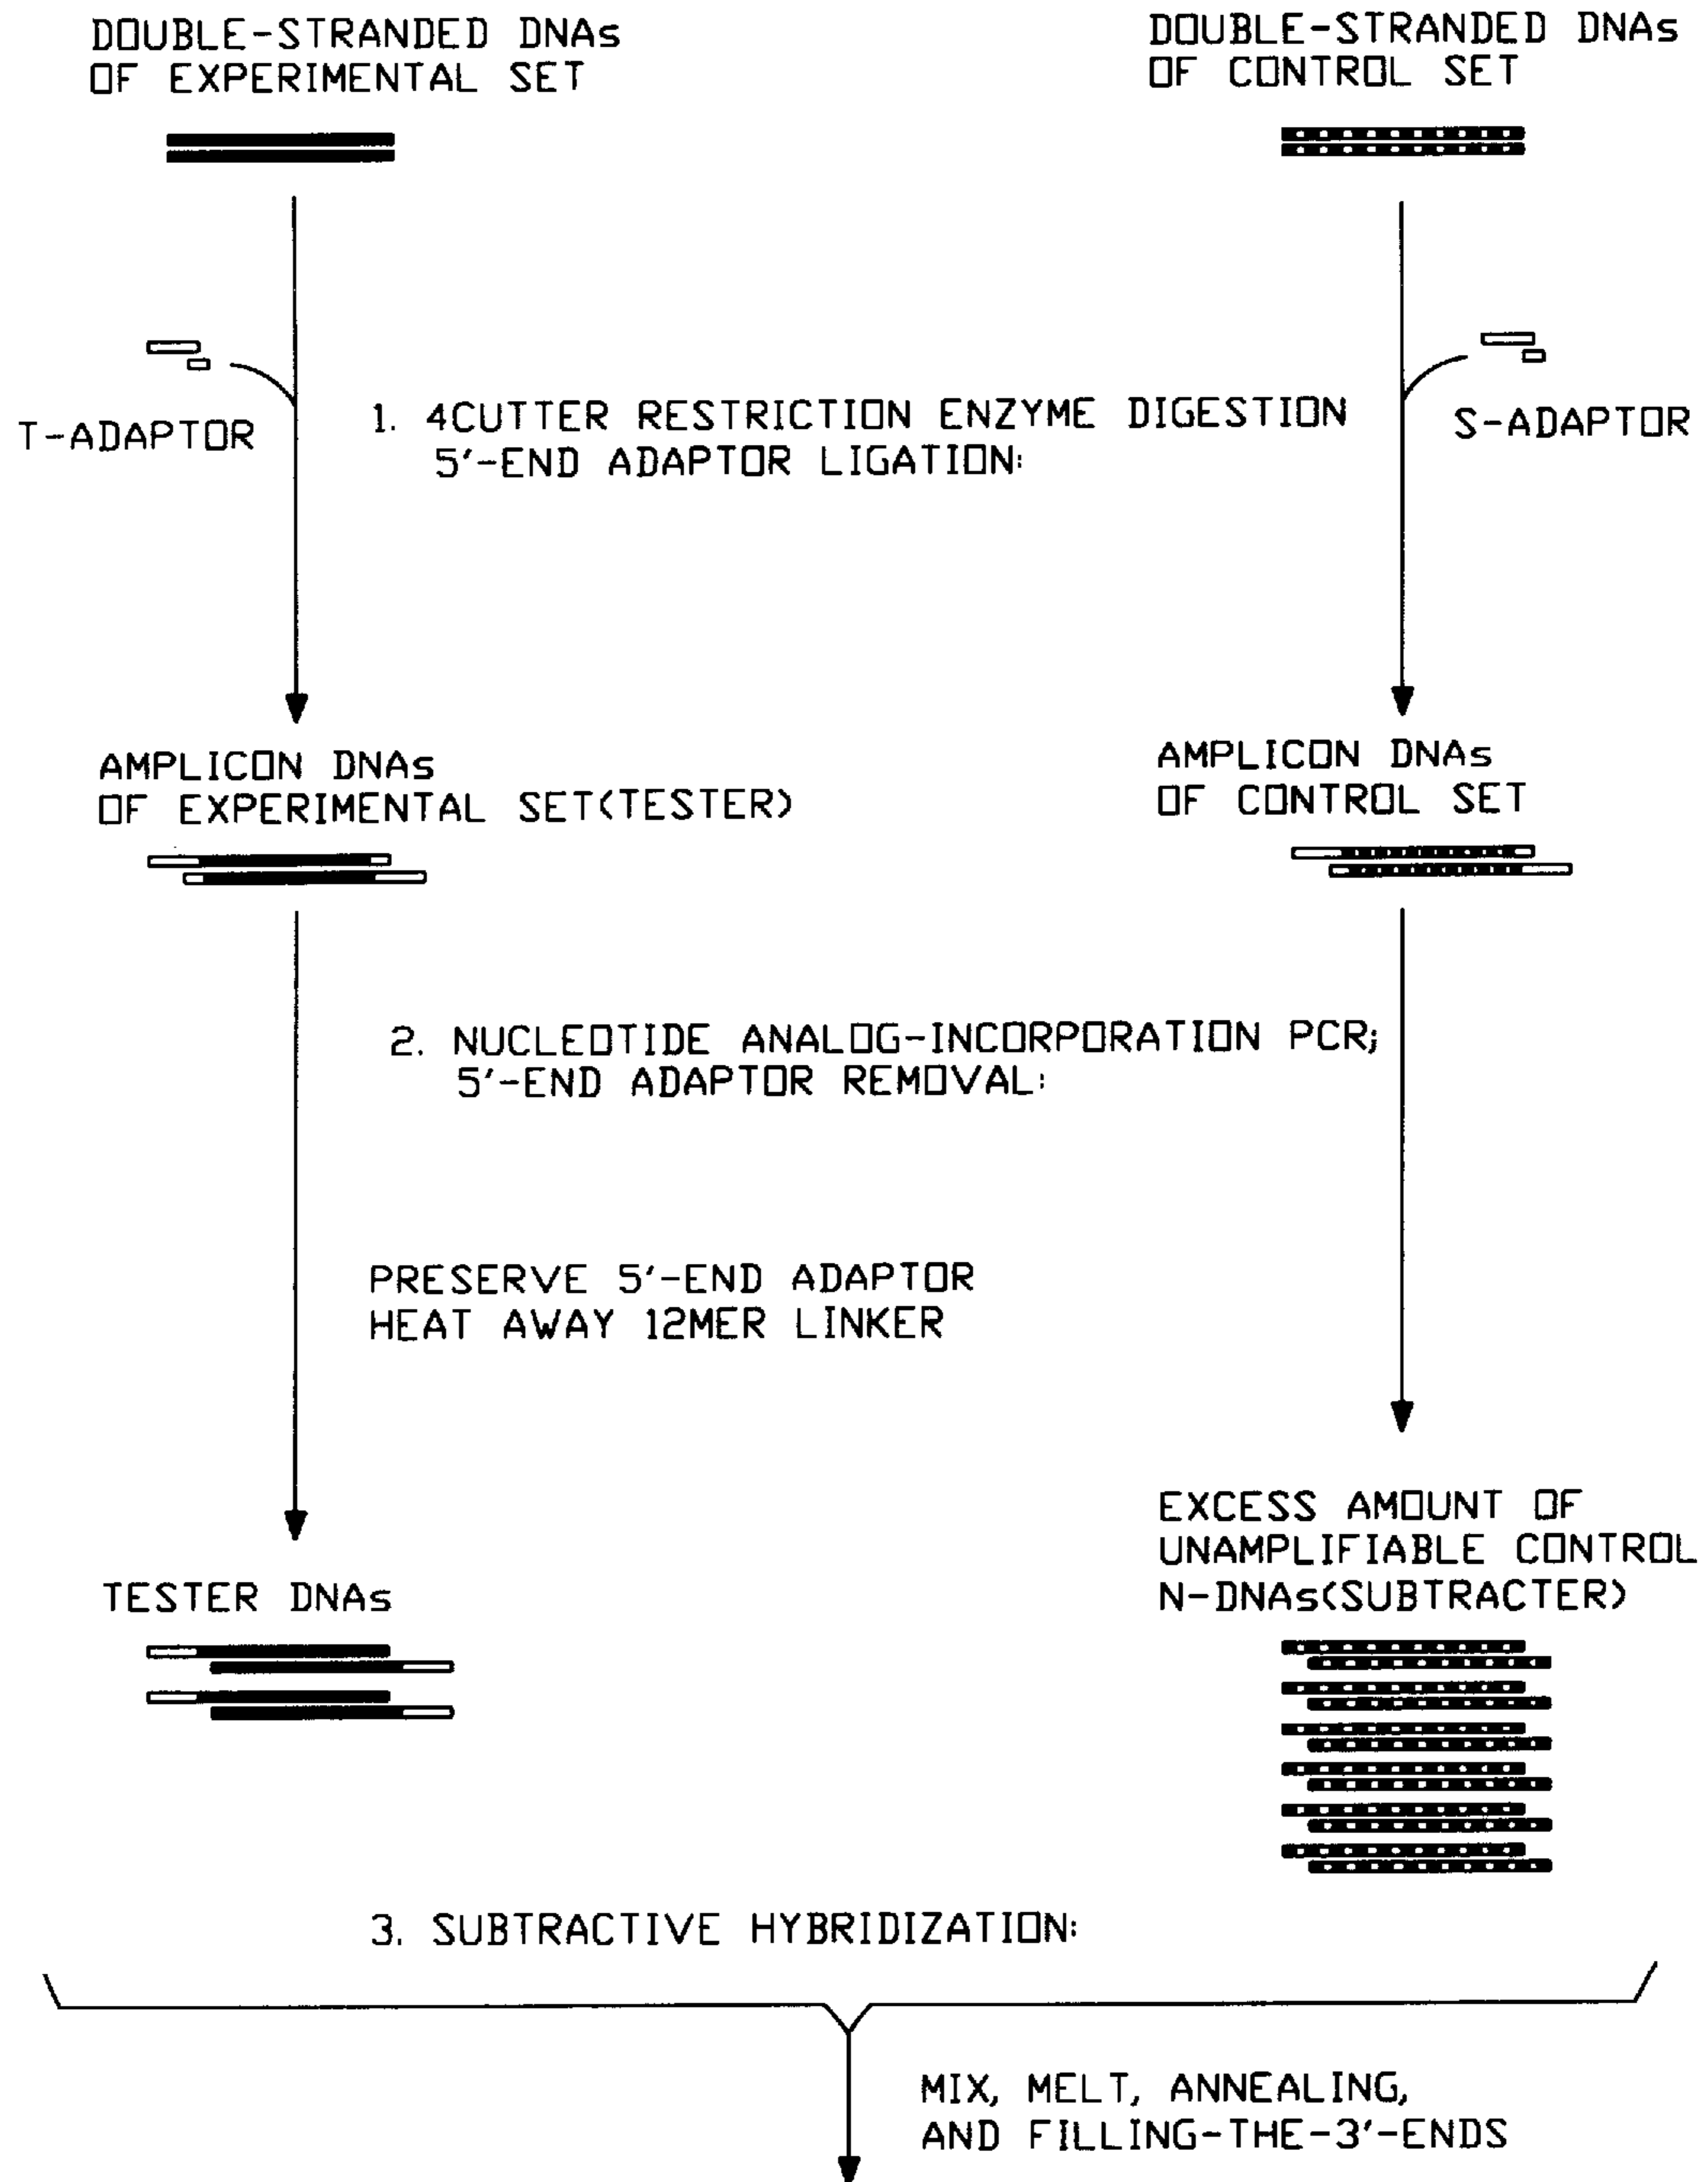 DOUBLE-STRANDED DNAs
OF EXPERIMENTAL SET
DOUBLE-STRANDED DNAs
OF CONTROL SET
T-ADAPTOR
1. 4CUTTER RESTRICTION ENZYME DIGESTION
5'-END ADAPTOR LIGATION:
S-ADAPTOR
AMPLICON DNAs
OF EXPERIMENTAL SET(TESTER)
AMPLICON DNAs
OF CONTROL SET
2. NUCLEOTIDE ANALOG-INCORPORATION PCR;
5'-END ADAPTOR REMOVAL:
PRESERVE 5'-END ADAPTOR
HEAT AWAY 12MER LINKER
TESTER DNAs
EXCESS AMOUNT OF
UNAMPLIFIABLE CONTROL
N-DNAs(SUBTRACTER)
3. SUBTRACTIVE HYBRIDIZATION:
MIX, MELT, ANNEALING,
AND FILLING-THE-3'-ENDS